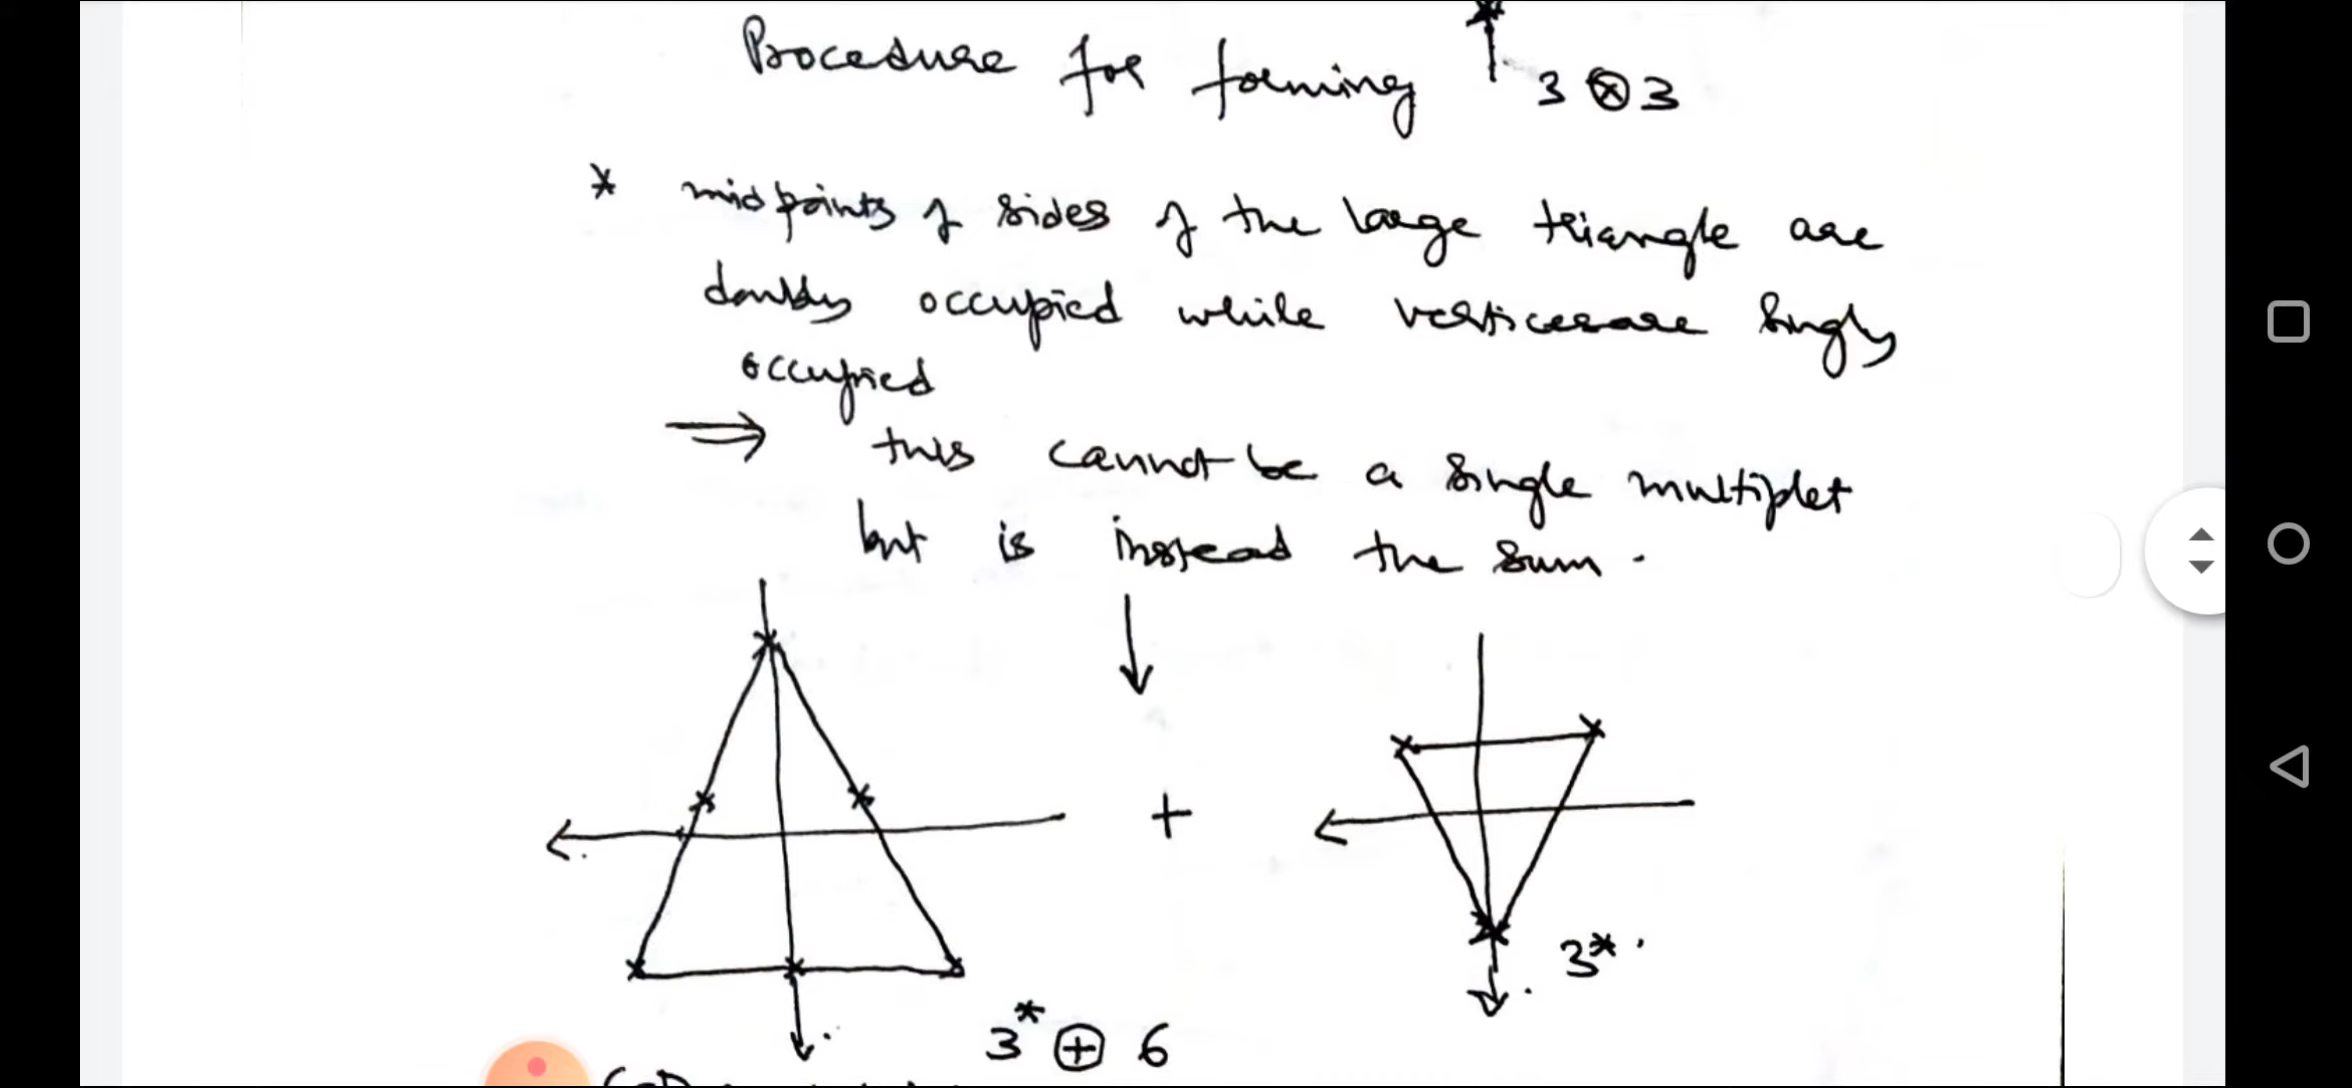 Procedure for forming 3 ⊗ 3
* midpoints of sides of the large triangle are
doubly occupied while vertices are singly
occupied
⇒ this cannot be a single multiplet
but is instead the sum.
+
3*
3* ⊕ 6